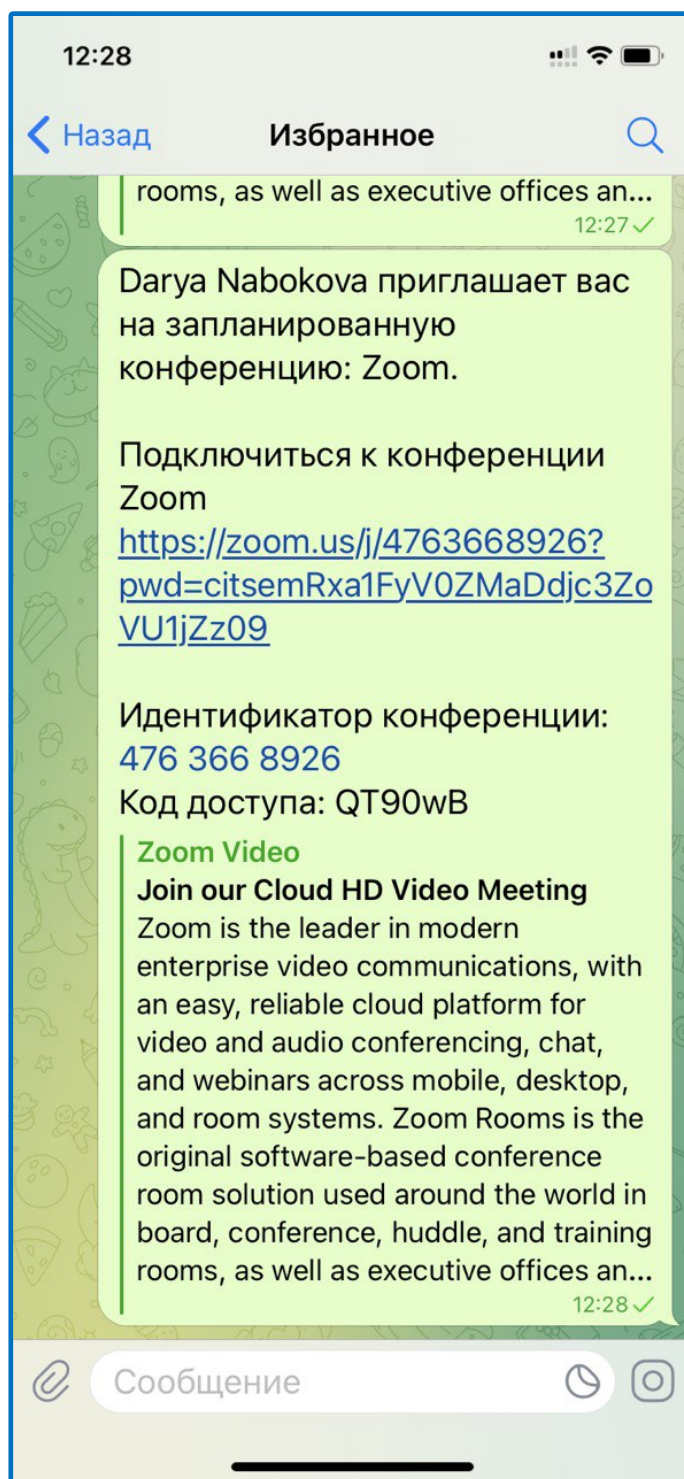 12:28
Назад
Избранное
rooms, as well as executive offices an...
12:27
Darya Nabokova приглашает вас
на запланированную
конференцию: Zoom.
Подключиться к конференции
Zoom
https://zoom.us/j/4763668926?
pwd=citsemRxa1FyV0ZMaDdjc3Zo
VU1jZz09
Идентификатор конференции:
476 366 8926
Код доступа: QT90wB
Zoom Video
Join our Cloud HD Video Meeting
Zoom is the leader in modern
enterprise video communications, with
an easy, reliable cloud platform for
video and audio conferencing, chat,
and webinars across mobile, desktop,
and room systems. Zoom Rooms is the
original software-based conference
room solution used around the world in
board, conference, huddle, and training
rooms, as well as executive offices an...
12:28
Сообщение